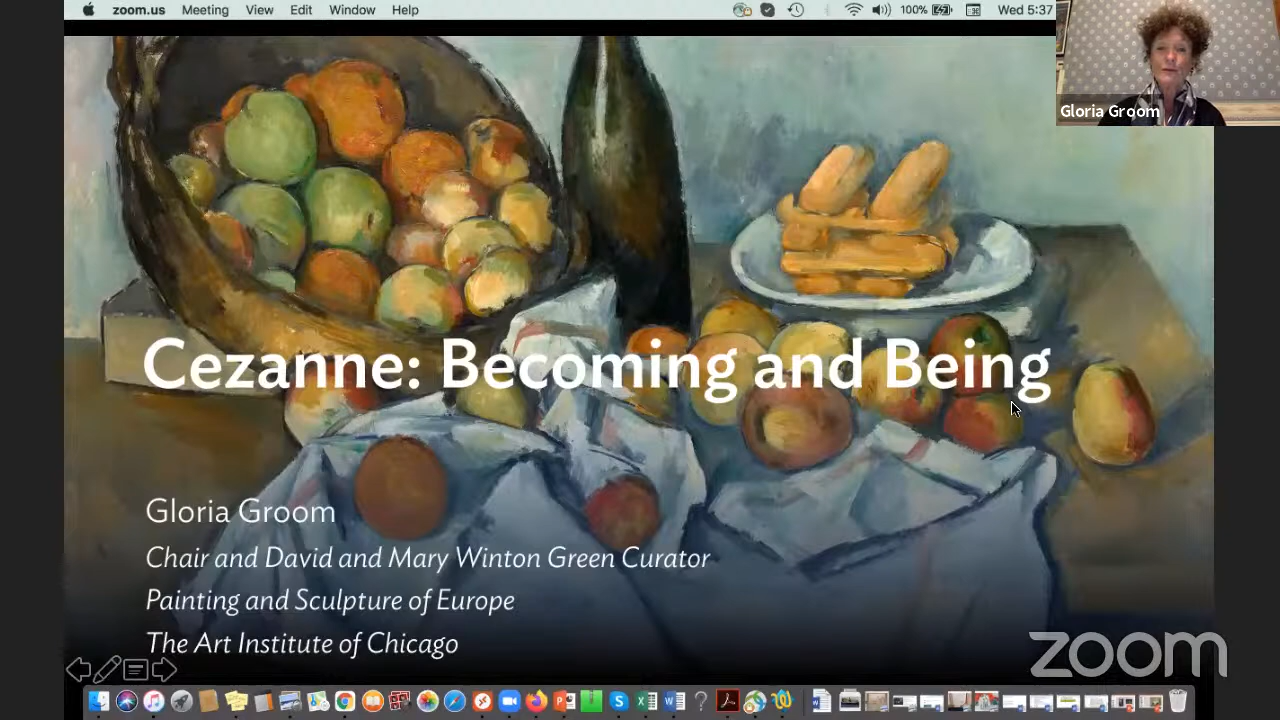 zoom.us Meeting View Edit Window Help 100% Wed 5:37
Gloria Groom
Cezanne: Becoming and Being
Gloria Groom
Chair and David and Mary Winton Green Curator
Painting and Sculpture of Europe
The Art Institute of Chicago
zoom